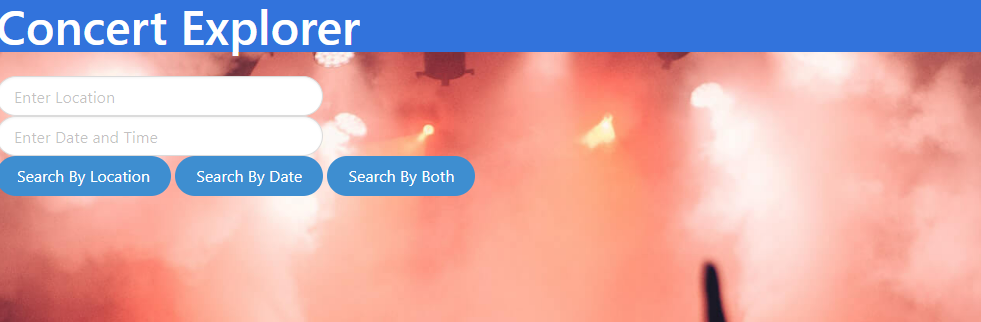 Concert Explorer
Enter Location
Enter Date and Time
Search By Location Search By Date Search By Both